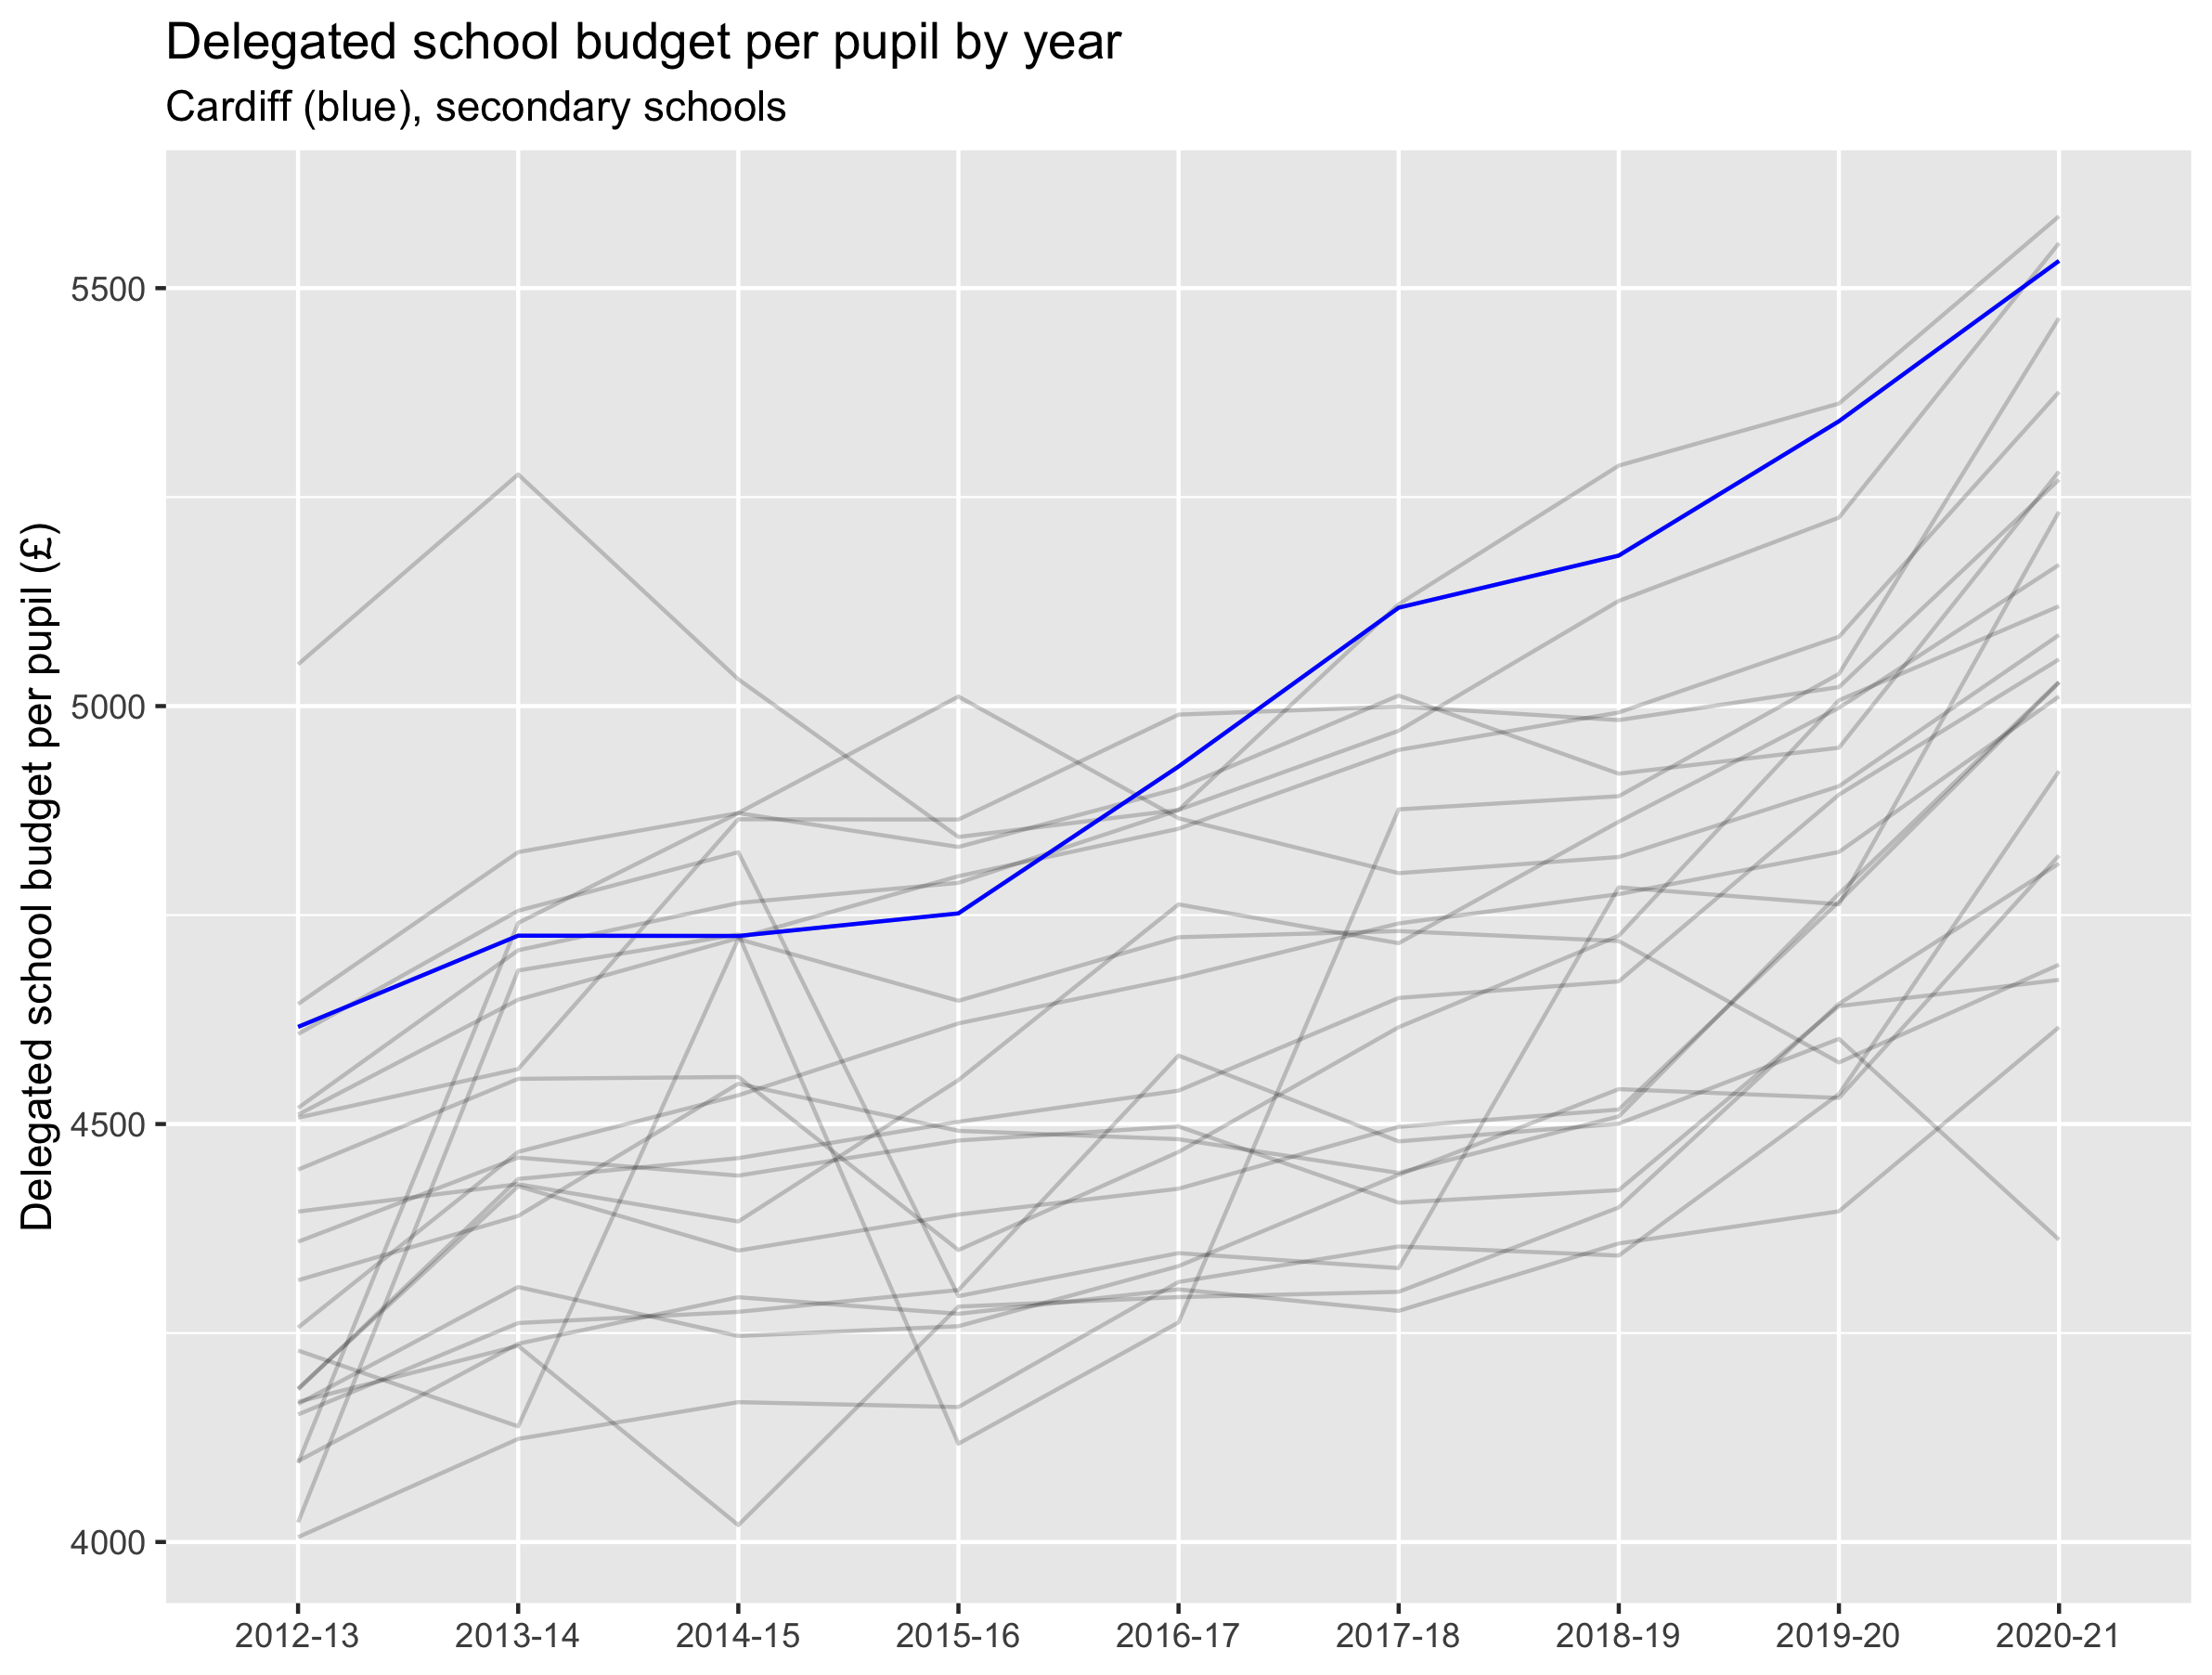 Delegated school budget per pupil by year
Cardiff (blue), secondary schools
Delegated school budget per pupil (£)
5500
5000
4500
4000
2012-13 2013-14 2014-15 2015-16 2016-17 2017-18 2018-19 2019-20 2020-21